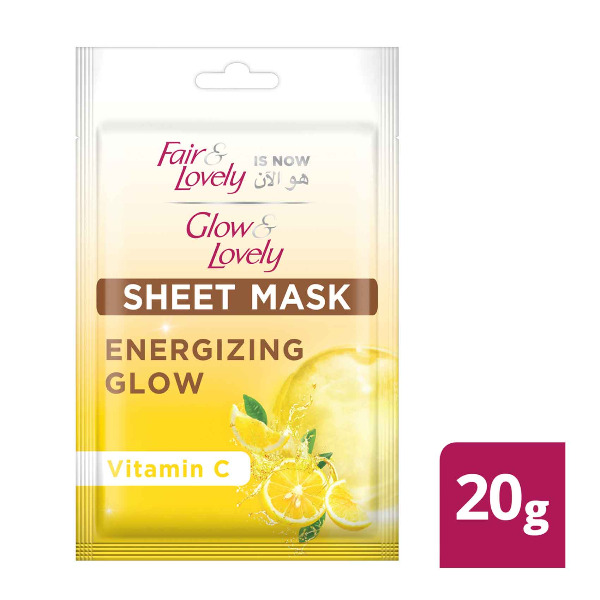 Fair &
Lovely
IS NOW
هو الآن
Glow &
Lovely
SHEET MASK
ENERGIZING
GLOW
Vitamin C
20g